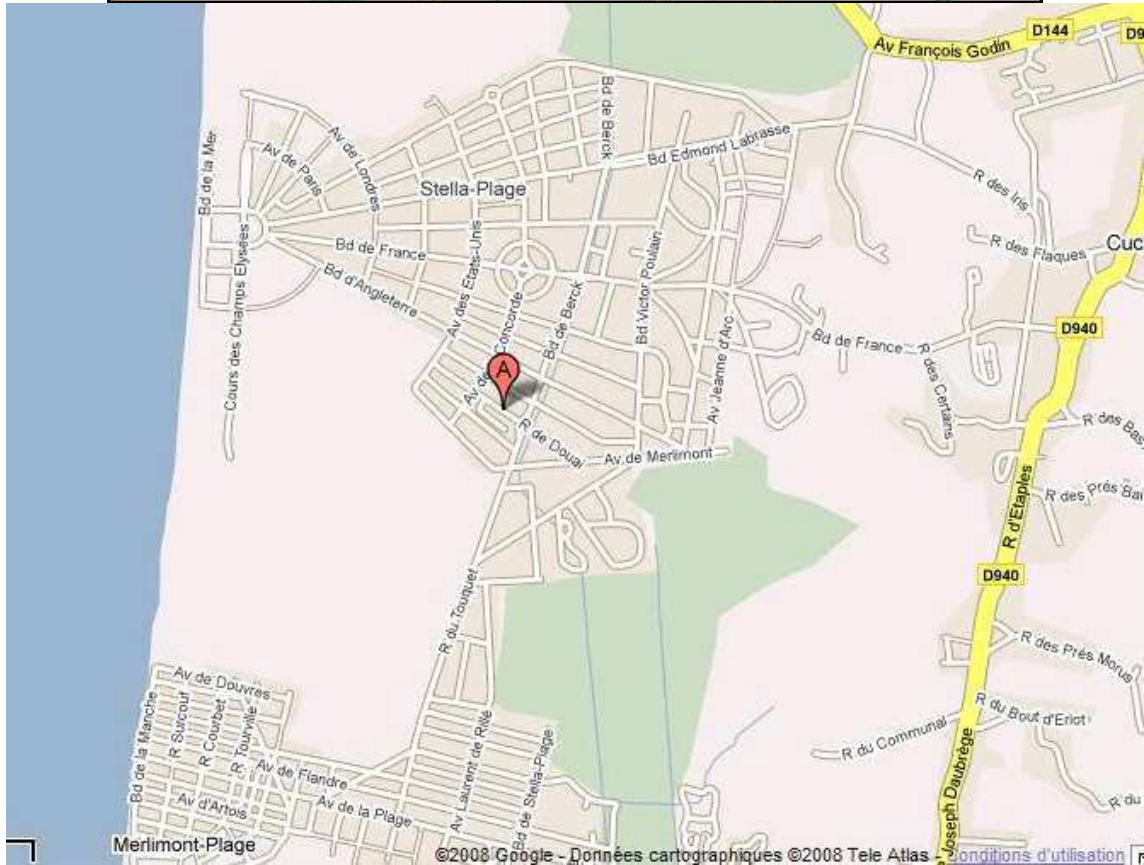 D144
Av François Godin
Bd de Berck
Bd Edmond Labrasse
Bd de la Mer
Av de Paris
Av de Londres
Stella-Plage
R des Iris
R des Flaques
Cours des Champs Elysees
Bd de France
Av des Etats-Unis
Bd d'Angleterre
Concorde
Bd de Berck
Bd Victor Poulain
Av Jeanne d'Arc
Bd de France
D940
R des Certains
A
R de Douai
Av de Merlimont
R d'Etaples
D940
R du Touquet
R des Prés Morus
Av de Douvres
R du Bout d'Erict
R du Communal
Bd de la Manche
R Surcouf
R Courbet
R Tourville
Av de Flandre
Av Laurent de Rillé
Bd de Stella-Plage
Av d'Artois
Av de la Plage
Joseph Daubrège
Merlimont-Plage
©2008 Google - Données cartographiques ©2008 Tele Atlas - Conditions d'utilisation